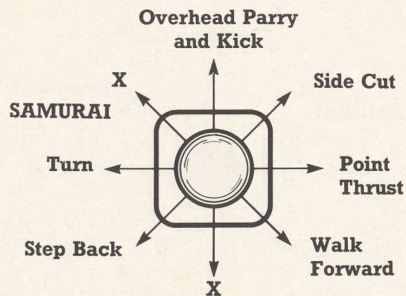 Overhead Parry
and Kick
X
Side Cut
SAMURAI
Turn
Point
Thrust
Step Back
Walk
Forward
X